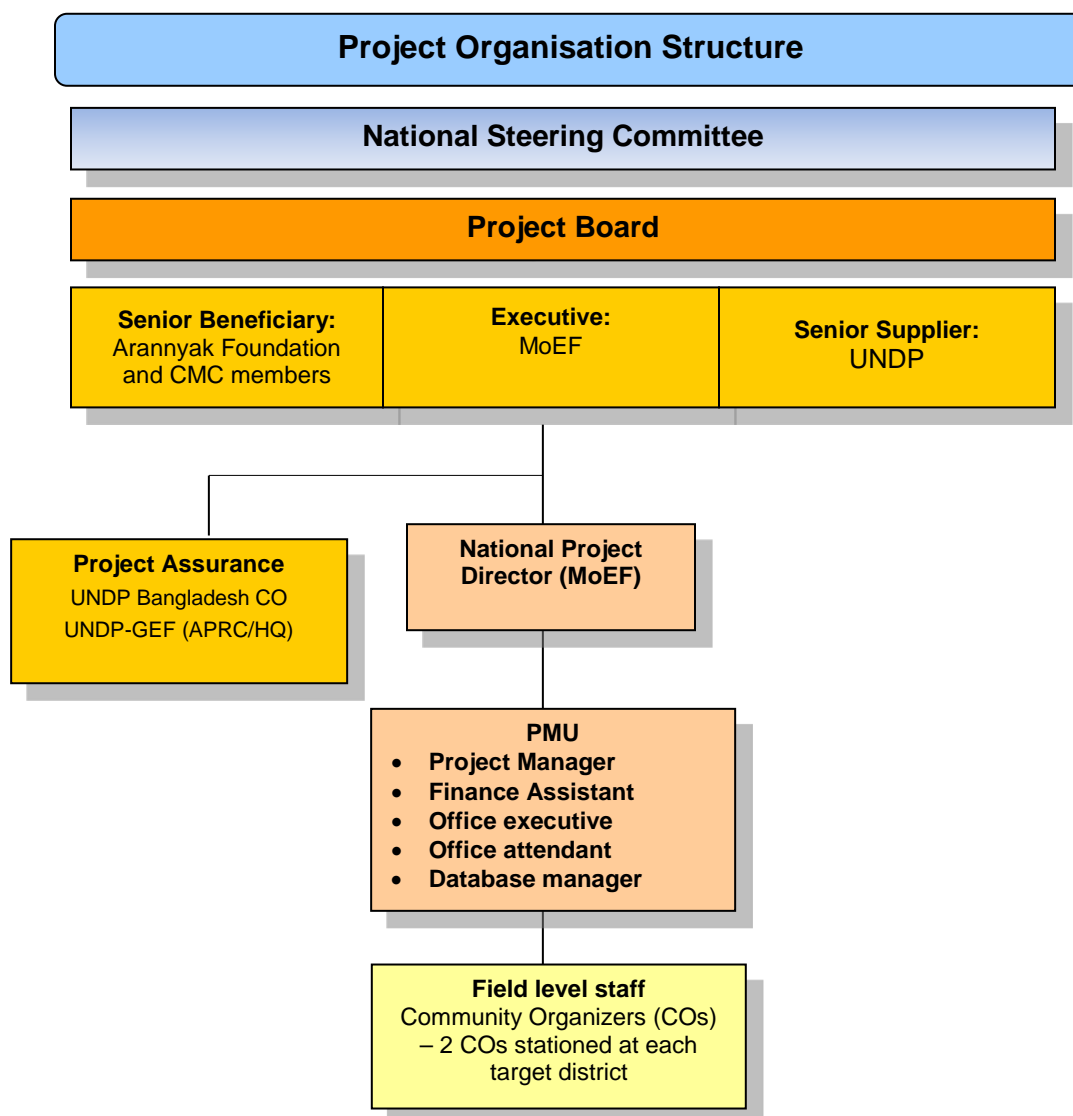 Project Organisation Structure
National Steering Committee
Project Board
Senior Beneficiary:
Arannyak Foundation
and CMC members
Executive:
MoEF
Senior Supplier:
UNDP
Project Assurance
UNDP Bangladesh CO
UNDP-GEF (APRC/HQ)
National Project
Director (MoEF)
PMU
• Project Manager
• Finance Assistant
• Office executive
• Office attendant
• Database manager
Field level staff
Community Organizers (COs)
– 2 COs stationed at each
target district